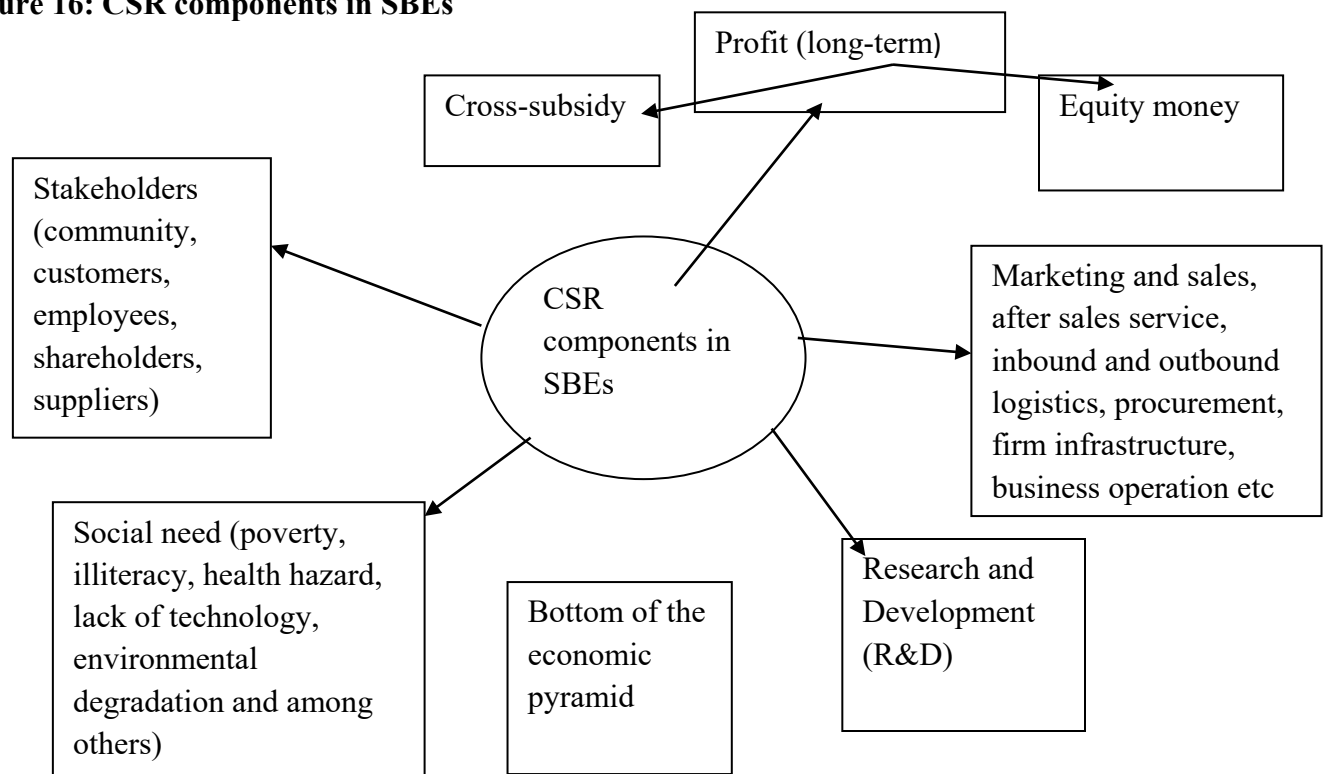 ure 16: CSR components in SBEs
Profit (long-term)
Cross-subsidy
Equity money
Stakeholders
(community,
customers,
employees,
shareholders,
suppliers)
CSR
components in
SBEs
Marketing and sales,
after sales service,
inbound and outbound
logistics, procurement,
firm infrastructure,
business operation etc
Social need (poverty,
illiteracy, health hazard,
lack of technology,
environmental
degradation and among
others)
Bottom of the
economic
pyramid
Research and
Development
(R&D)